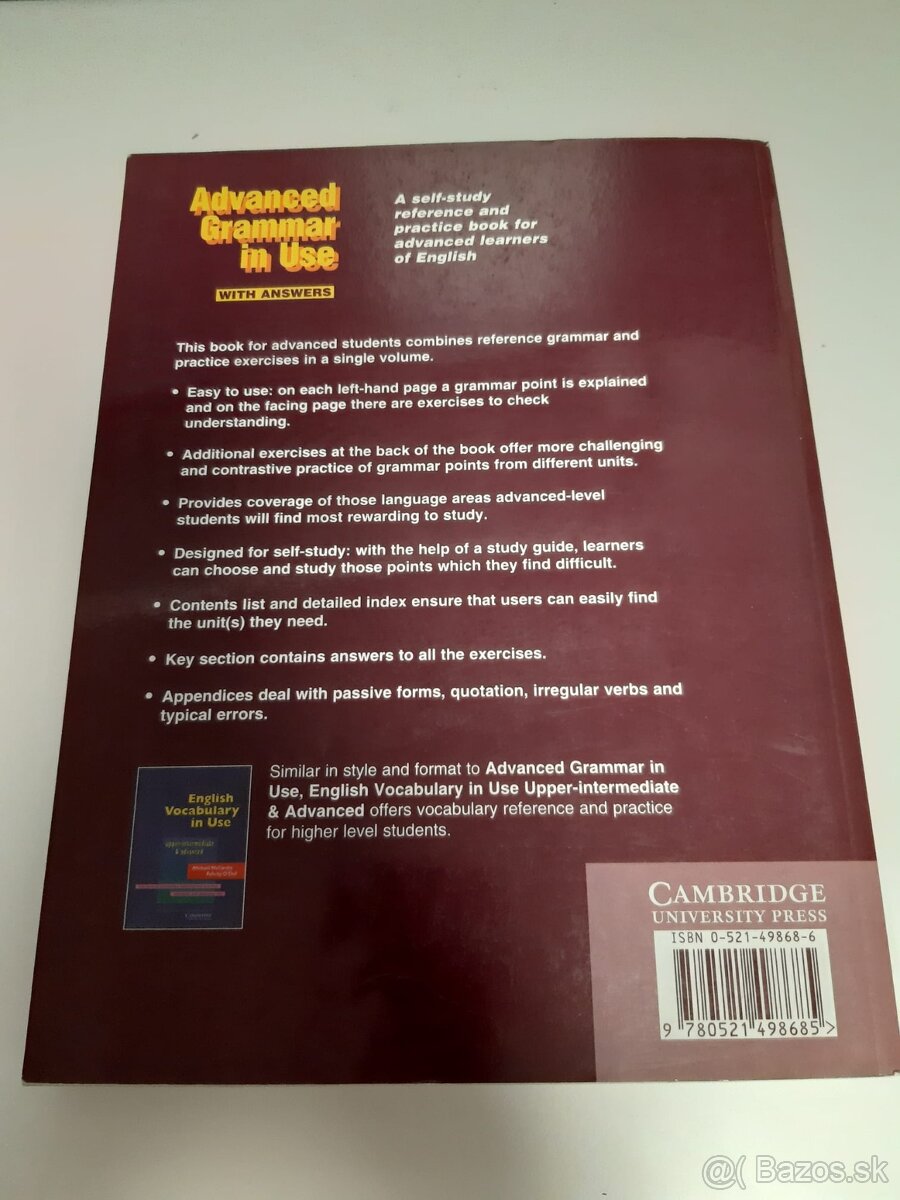 Advanced
Grammar
in Use
WITH ANSWERS
A self-study
reference and
practice book for
advanced learners
of English
This book for advanced students combines reference grammar and
practice exercises in a single volume.
• Easy to use: on each left-hand page a grammar point is explained
and on the facing page there are exercises to check
understanding.
• Additional exercises at the back of the book offer more challenging
and contrastive practice of grammar points from different units.
• Provides coverage of those language areas advanced-level
students will find most rewarding to study.
• Designed for self-study: with the help of a study guide, learners
can choose and study those points which they find difficult.
• Contents list and detailed index ensure that users can easily find
the unit(s) they need.
• Key section contains answers to all the exercises.
• Appendices deal with passive forms, quotation, irregular verbs and
typical errors.
English
Vocabulary
in Use
upper-intermediate
& advanced
Michael McCarthy
Felicity O'Dell
Similar in style and format to Advanced Grammar in
Use, English Vocabulary in Use Upper-intermediate
& Advanced offers vocabulary reference and practice
for higher level students.
CAMBRIDGE
UNIVERSITY PRESS
ISBN 0-521-49868-6
9 780521 498685 >
@( Bazos.sk